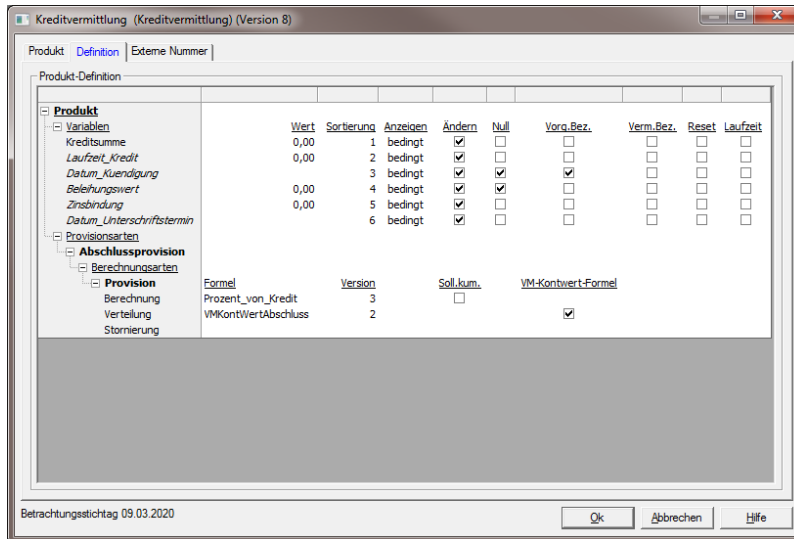 Kreditvermittlung (Kreditvermittlung) (Version 8)
Produkt Definition Externe Nummer
Produkt-Definition
Produkt
Variablen Wert Sortierung Anzeigen Ändern Null Vorg.Bez. Verm.Bez. Reset Laufzeit
Kreditsumme 0,00 1 bedingt
Laufzeit_Kredit 0,00 2 bedingt
Datum_Kuendigung 3 bedingt
Beleihungswert 0,00 4 bedingt
Zinsbindung 0,00 5 bedingt
Datum_Unterschriftstermin 6 bedingt
Provisionsarten
Abschlussprovision
Berechnungsarten
Provision Formel Version Soll.kum. VM-Kontwert-Formel
Berechnung Prozent_von_Kredit 3
Verteilung VMKontWertAbschluss 2
Stornierung
Betrachtungsstichtag 09.03.2020 Ok Abbrechen Hilfe